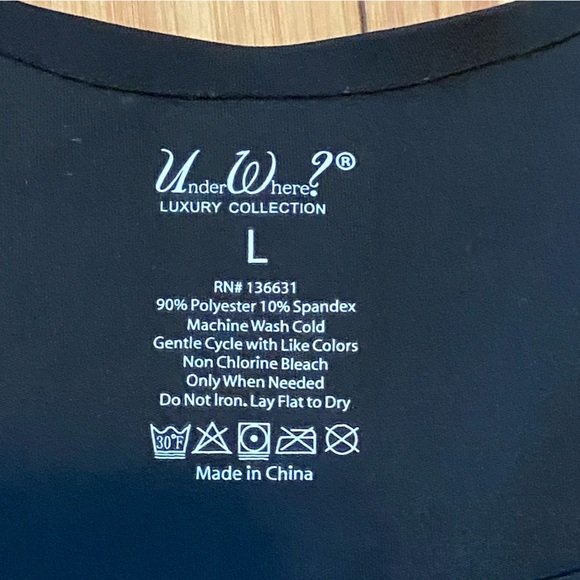 UnderWhere?®
LUXURY COLLECTION
L
RN# 136631
90% Polyester 10% Spandex
Machine Wash Cold
Gentle Cycle with Like Colors
Non Chlorine Bleach
Only When Needed
Do Not Iron. Lay Flat to Dry
30°F
Made in China